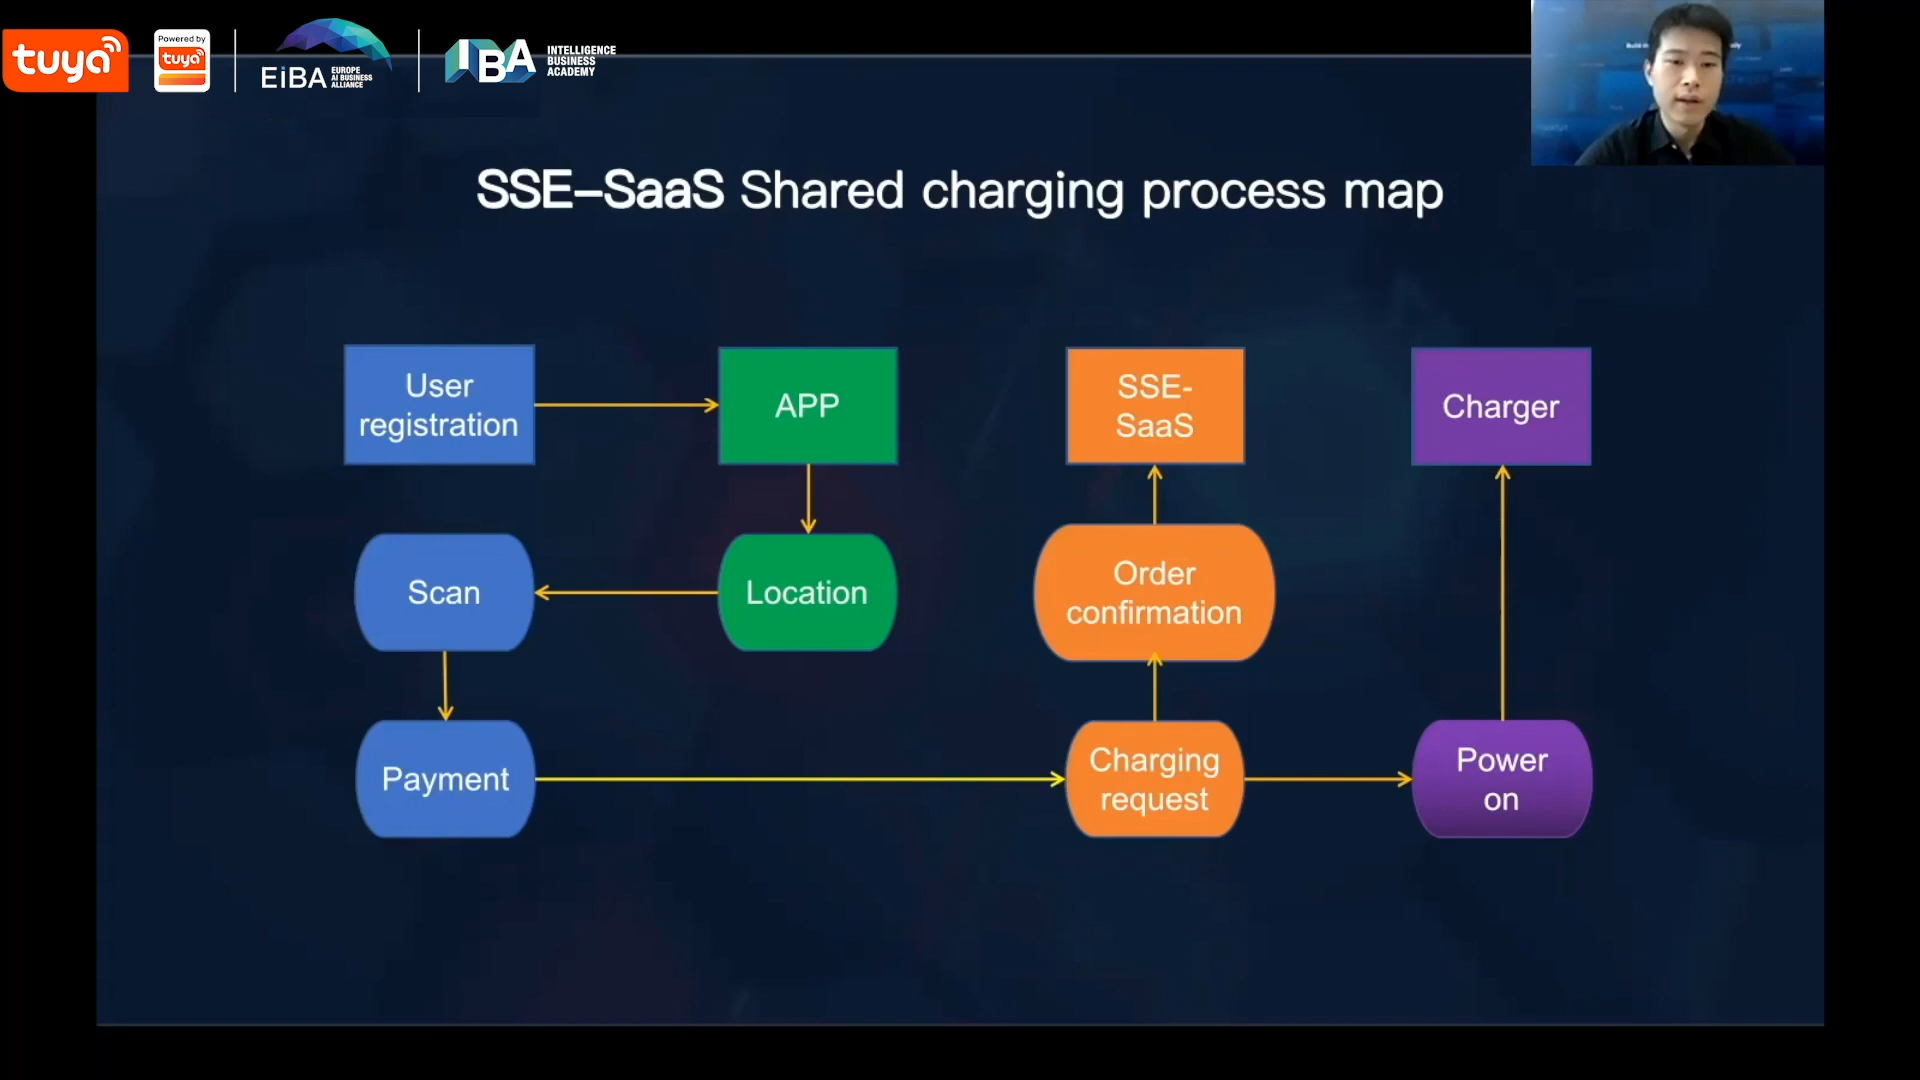 tuya
Powered by
tuya
EiBA
EUROPE
AI BUSINESS
ALLIANCE
IBA
INTELLIGENCE
BUSINESS
ACADEMY
SSE–SaaS Shared charging process map
User
registration
APP
SSE-
SaaS
Charger
Scan
Location
Order
confirmation
Payment
Charging
request
Power
on